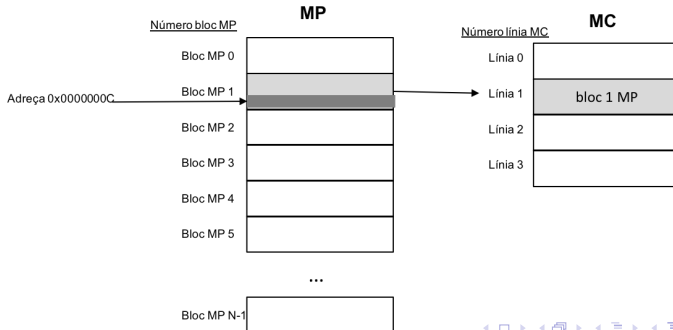 MP
Número bloc MP
Bloc MP 0
Bloc MP 1
Adreça 0x0000000C
Bloc MP 2
Bloc MP 3
Bloc MP 4
Bloc MP 5
...
Bloc MP N-1
MC
Número línia MC
Línia 0
Línia 1
bloc 1 MP
Línia 2
Línia 3